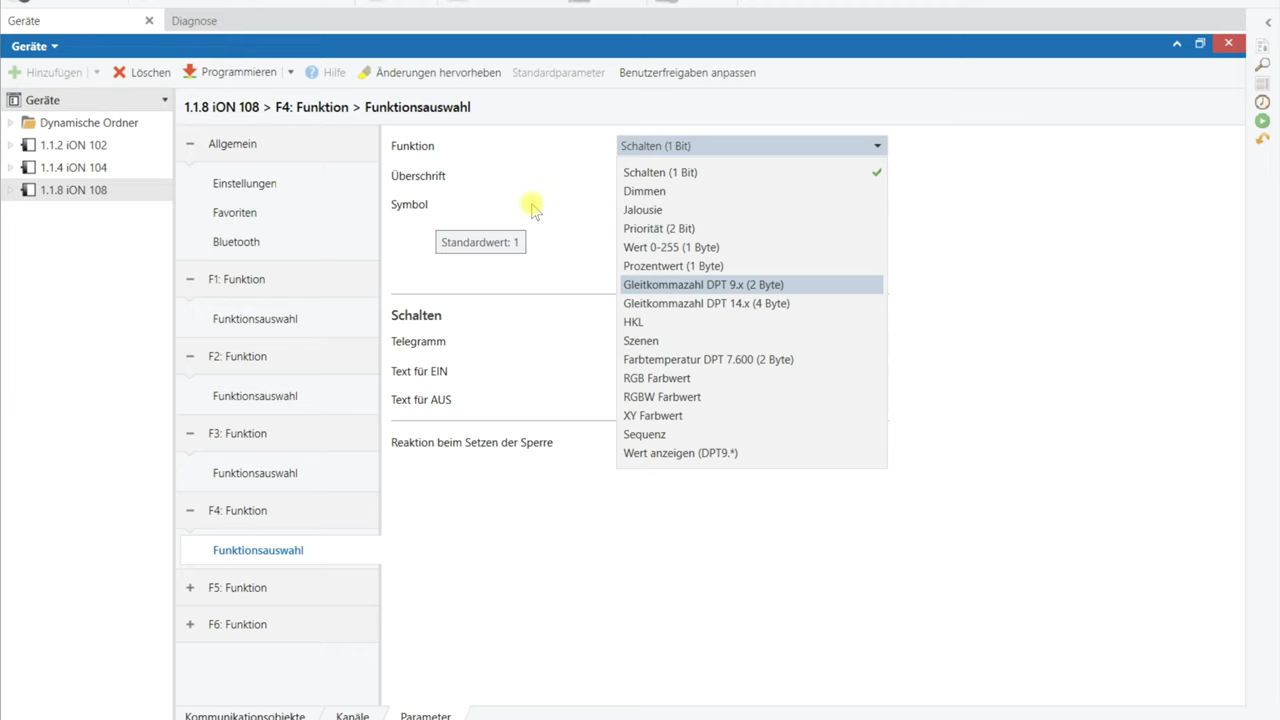 Geräte
Diagnose
Geräte
Hinzufügen
Löschen
Programmieren
Hilfe
Änderungen hervorheben
Standardparameter
Benutzerfreigaben anpassen
Geräte
Dynamische Ordner
1.1.2 iON 102
1.1.4 iON 104
1.1.8 iON 108
1.1.8 iON 108 > F4: Funktion > Funktionsauswahl
Allgemein
Einstellungen
Favoriten
Bluetooth
F1: Funktion
Funktionsauswahl
F2: Funktion
Funktionsauswahl
F3: Funktion
Funktionsauswahl
F4: Funktion
Funktionsauswahl
F5: Funktion
F6: Funktion
Funktion
Schalten (1 Bit)
Überschrift
Symbol
Standardwert: 1
Schalten
Telegramm
Text für EIN
Text für AUS
Reaktion beim Setzen der Sperre
Schalten (1 Bit)
Dimmen
Jalousie
Priorität (2 Bit)
Wert 0-255 (1 Byte)
Prozentwert (1 Byte)
Gleitkommazahl DPT 9.x (2 Byte)
Gleitkommazahl DPT 14.x (4 Byte)
HKL
Szenen
Farbtemperatur DPT 7.600 (2 Byte)
RGB Farbwert
RGBW Farbwert
XY Farbwert
Sequenz
Wert anzeigen (DPT9.*)
Kommunikationsobjekte
Kanäle
Parameter